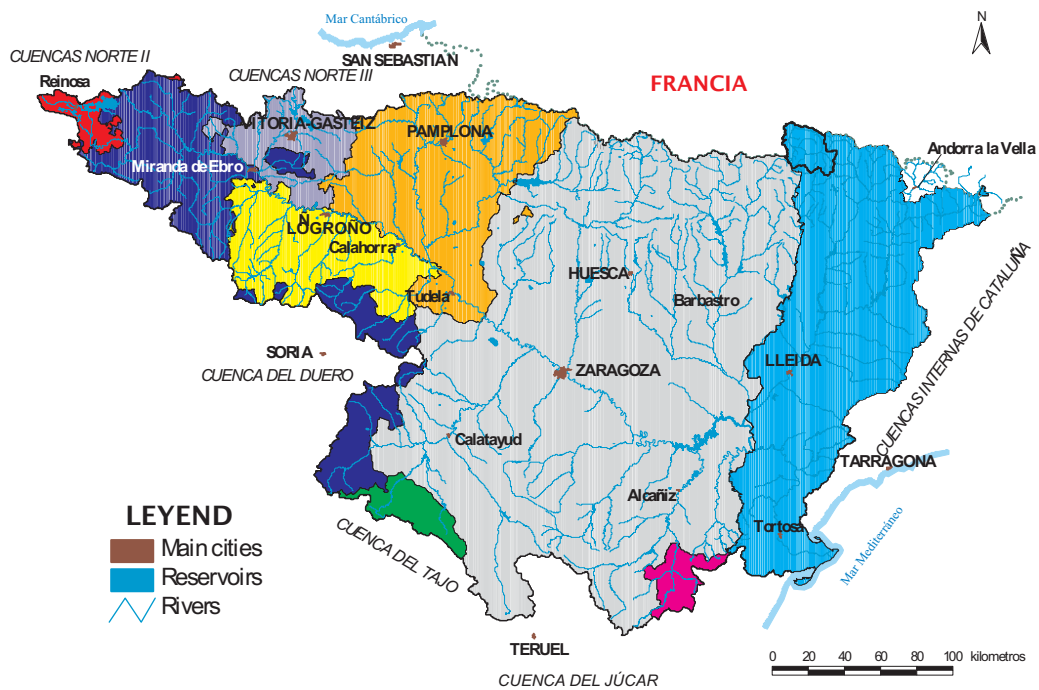 Mar Cantábrico
N
CUENCAS NORTE II
SAN SEBASTIAN
CUENCAS NORTE III
Reinosa
FRANCIA
VITORIA-GASTEIZ
PAMPLONA
Andorra la Vella
Miranda de Ebro
N
LOGROÑO
Calahorra
HUESCA
Tudela
Barbastro
CUENCAS INTERNAS DE CATALUÑA
SORIA
LLEIDA
ZARAGOZA
CUENCA DEL DUERO
Calatayud
TARRAGONA
Alcañiz
LEYEND
Main cities
Reservoirs
Rivers
CUENCA DEL TAJO
Tortosa
Mar Mediterráneo
TERUEL
0 20 40 60 80 100 kilometros
CUENCA DEL JÚCAR